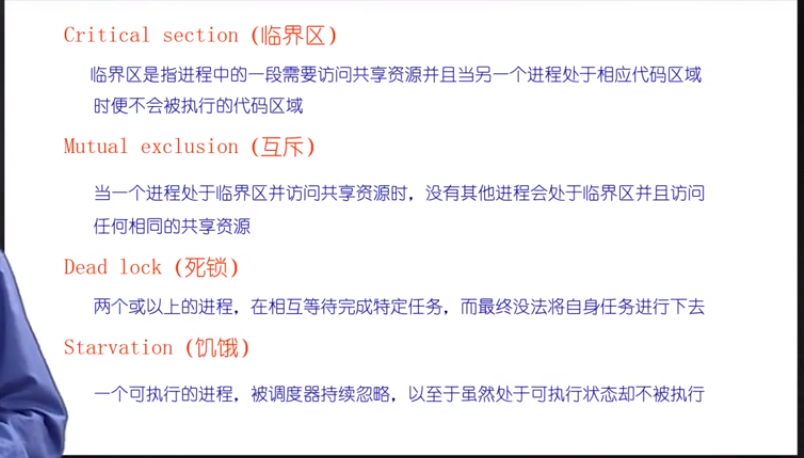 Critical section (临界区)
临界区是指进程中的一段需要访问共享资源并且当另一个进程处于相应代码区域
时便不会被执行的代码区域
Mutual exclusion (互斥)
当一个进程处于临界区并访问共享资源时，没有其他进程会处于临界区并且访问
任何相同的共享资源
Dead lock (死锁)
两个或以上的进程，在相互等待完成特定任务，而最终没法将自身任务进行下去
Starvation (饥饿)
一个可执行的进程，被调度器持续忽略，以至于虽然处于可执行状态却不被执行